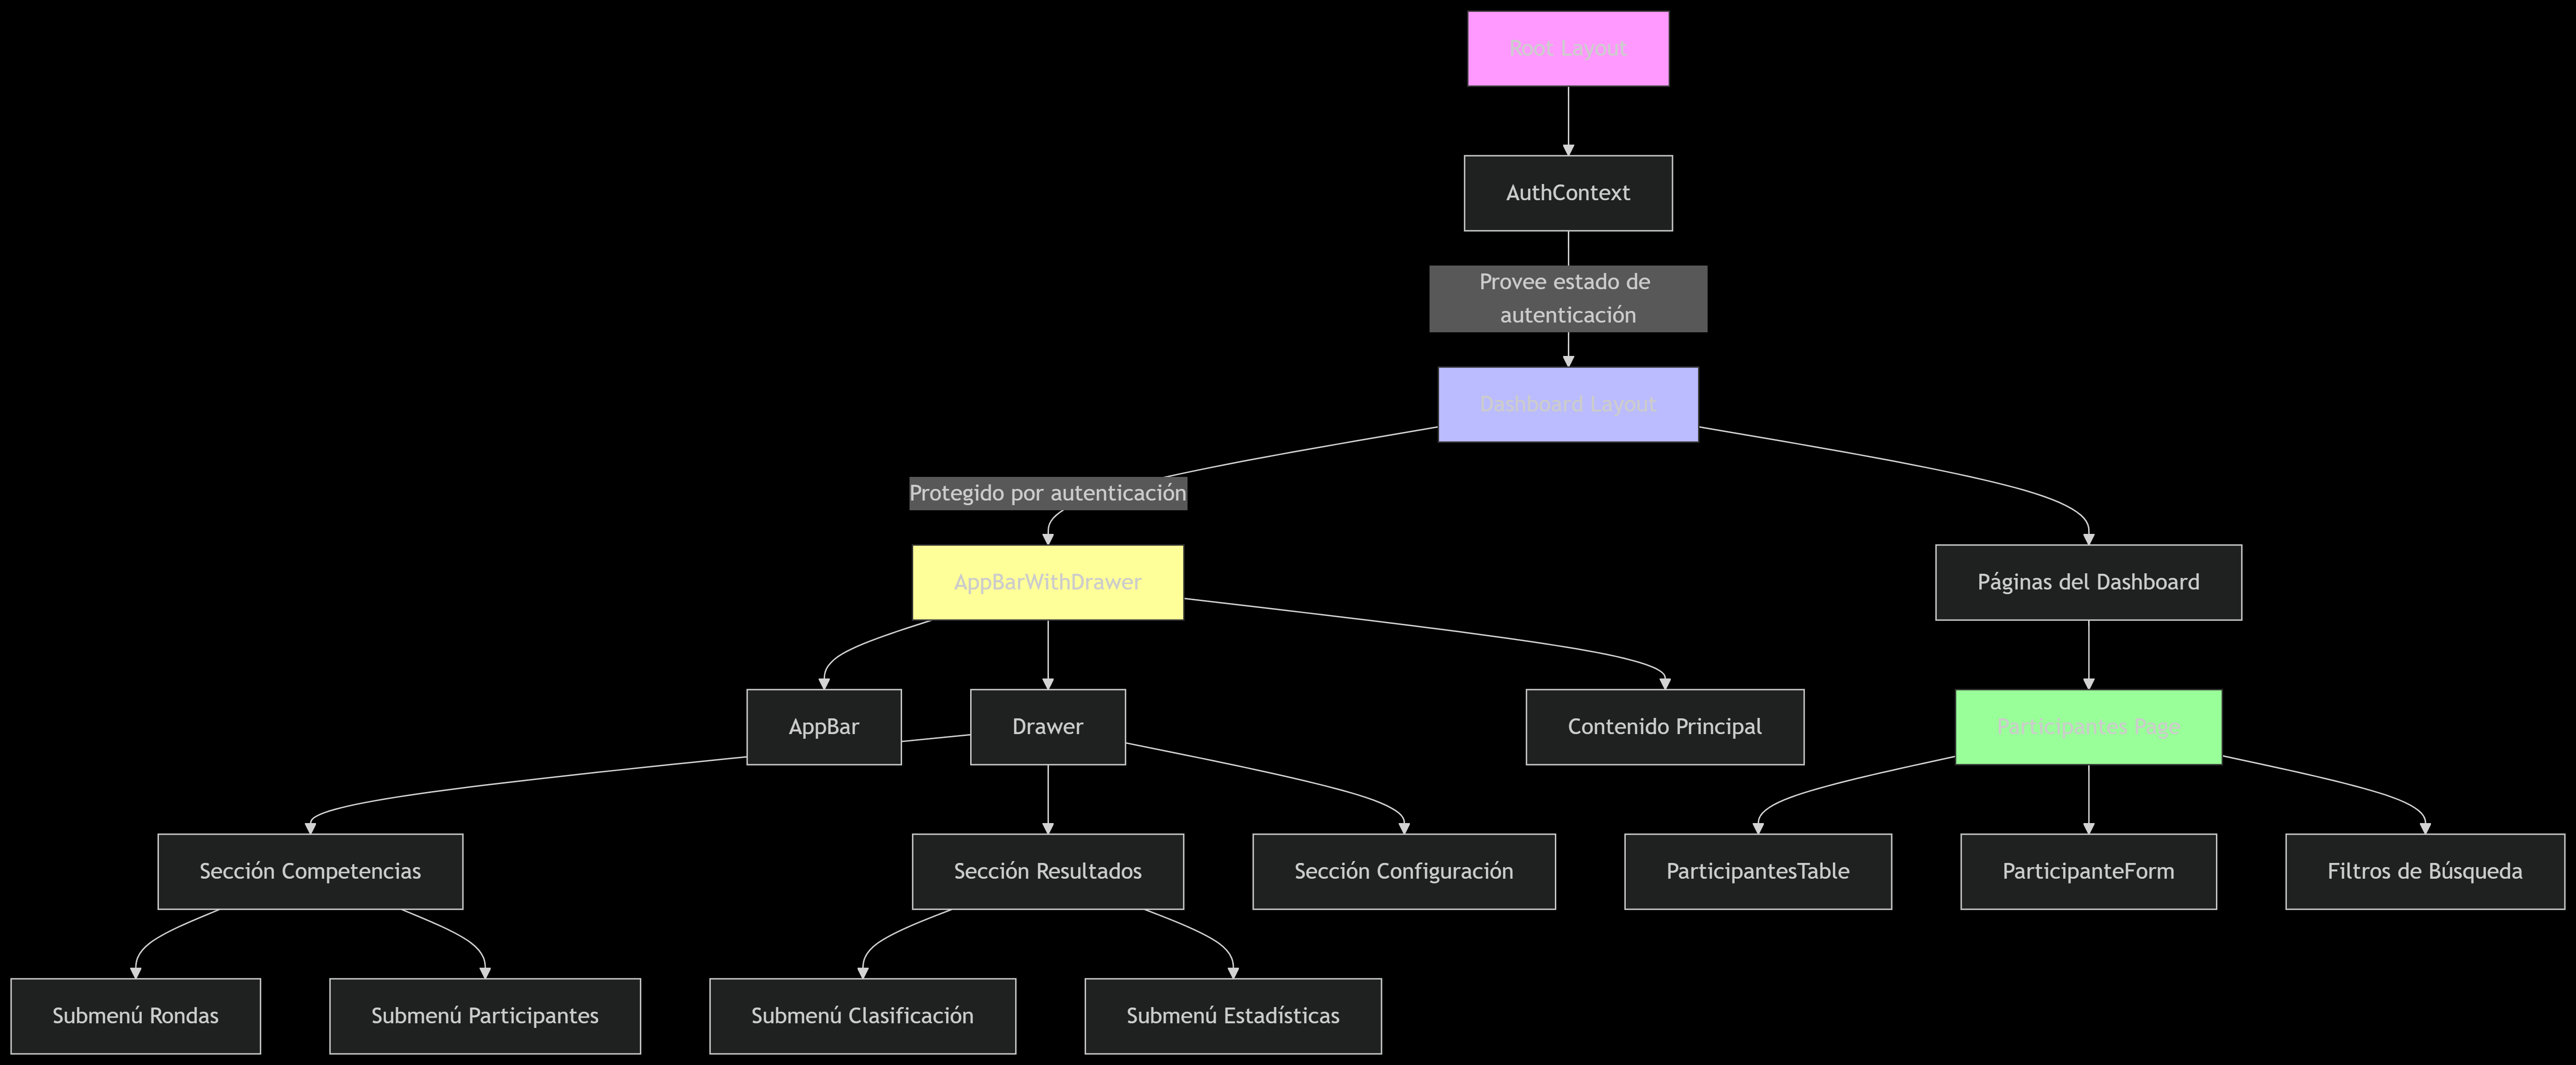 Root Layout
AuthContext
Provee estado de
autenticación
Dashboard Layout
Protegido por autenticación
AppBarWithDrawer
Páginas del Dashboard
AppBar
Drawer
Contenido Principal
Participantes Page
Sección Competencias
Sección Resultados
Sección Configuración
ParticipantesTable
ParticipanteForm
Filtros de Búsqueda
Submenú Rondas
Submenú Participantes
Submenú Clasificación
Submenú Estadísticas